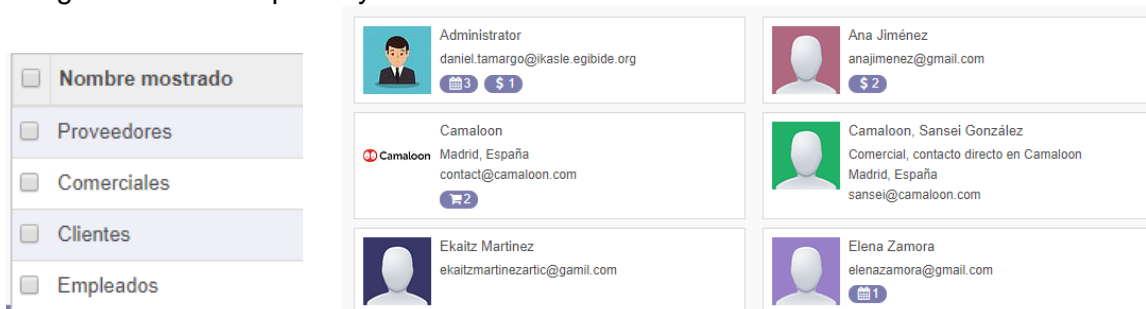 Nombre mostrado
Proveedores
Comerciales
Clientes
Empleados
Administrator
daniel.tamargo@ikasle.egibide.org
3 $ 1
Ana Jiménez
anajimenez@gmail.com
$ 2
Camaloon
Camaloon
Madrid, España
contact@camaloon.com
2
Camaloon, Sansei González
Comercial, contacto directo en Camaloon
Madrid, España
sansei@camaloon.com
Ekaitz Martinez
ekaitzmartinezartic@gamil.com
Elena Zamora
elenazamora@gmail.com
1